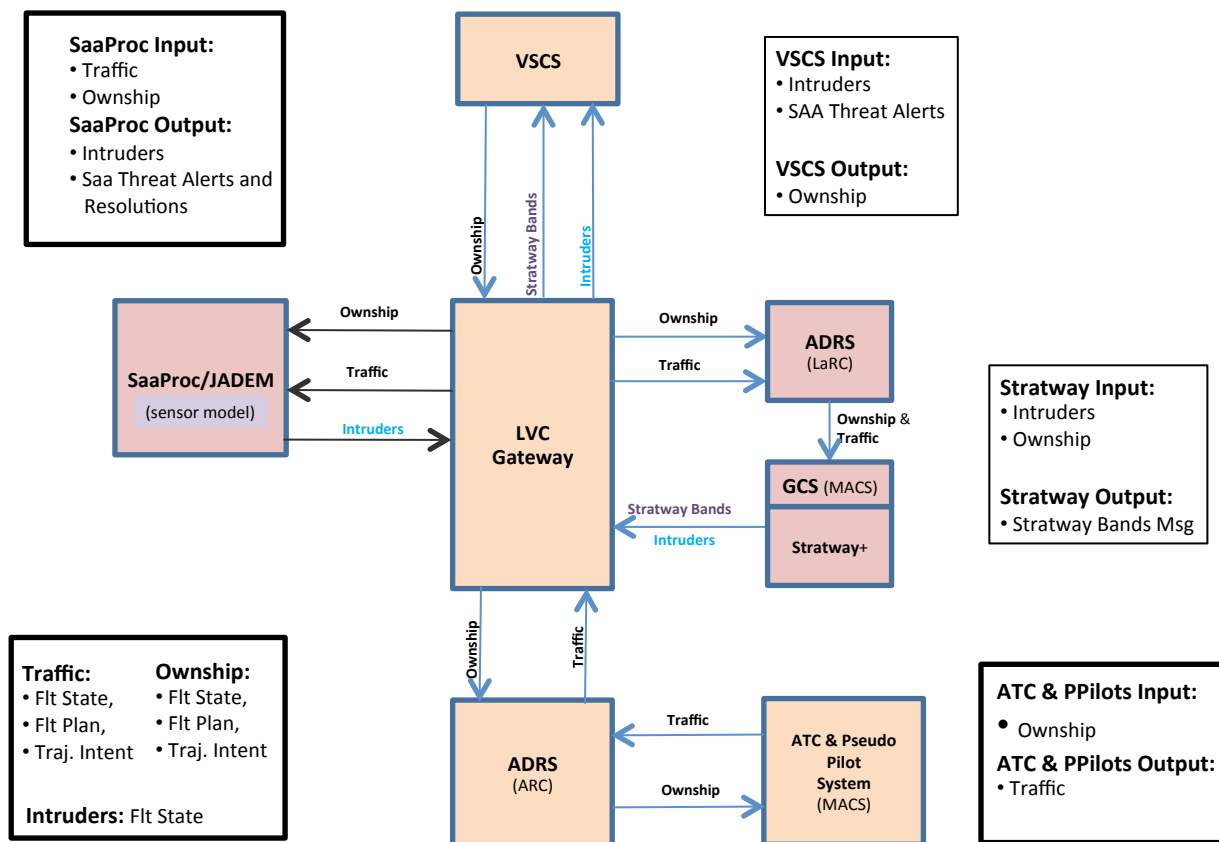 SaaProc Input:
• Traffic
• Ownship
SaaProc Output:
• Intruders
• Saa Threat Alerts and
Resolutions
VSCS
VSCS Input:
• Intruders
• SAA Threat Alerts
VSCS Output:
• Ownship
Ownship
Stratway Bands
Intruders
SaaProc/JADEM
(sensor model)
Ownship
Traffic
Intruders
LVC
Gateway
Ownship
Traffic
ADRS
(LaRC)
Ownship &
Traffic
GCS (MACS)
Stratway+
Stratway Bands
Intruders
Stratway Input:
• Intruders
• Ownship
Stratway Output:
• Stratway Bands Msg
Ownship
Traffic
Traffic:
• Flt State,
• Flt Plan,
• Traj. Intent
Ownship:
• Flt State,
• Flt Plan,
• Traj. Intent
Intruders: Flt State
ADRS
(ARC)
Traffic
Ownship
ATC & Pseudo
Pilot
System
(MACS)
ATC & PPilots Input:
• Ownship
ATC & PPilots Output:
• Traffic